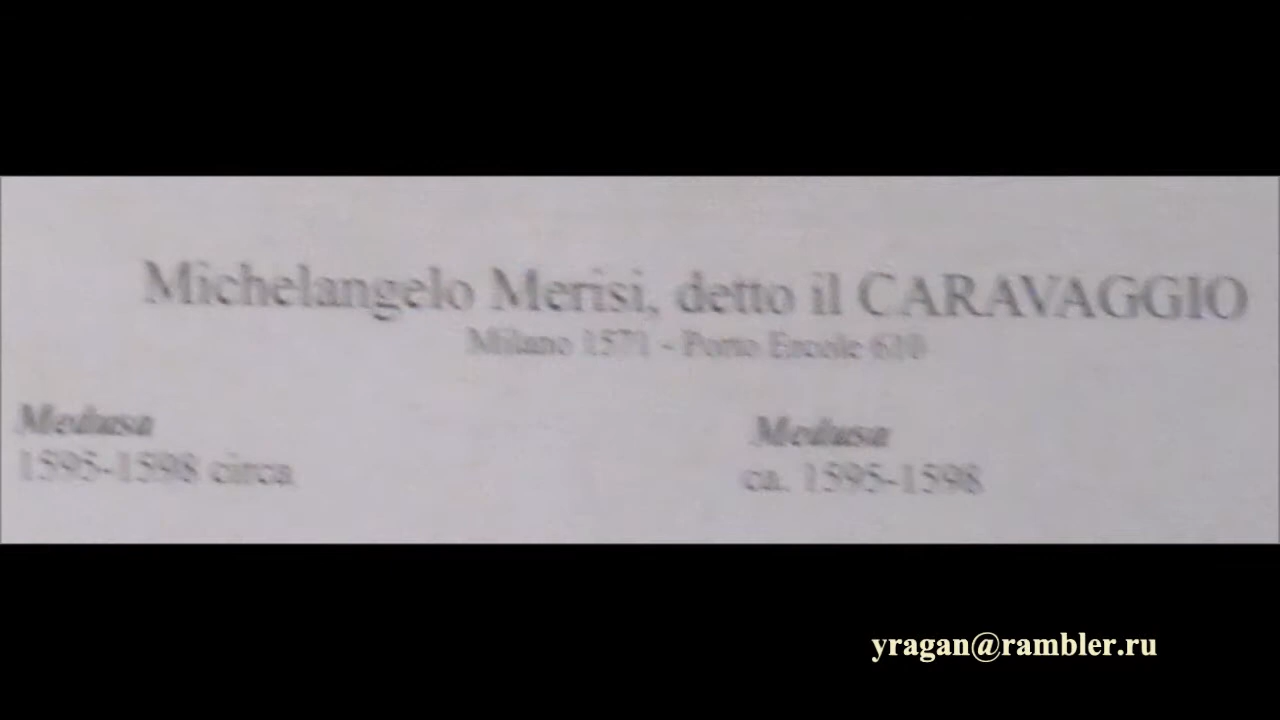 Michelangelo Merisi, detto il CARAVAGGIO
Milano 1571 - Porto Ercole 610
Medusa
1595-1598 circa
Medusa
ca. 1595-1598
yragan@rambler.ru